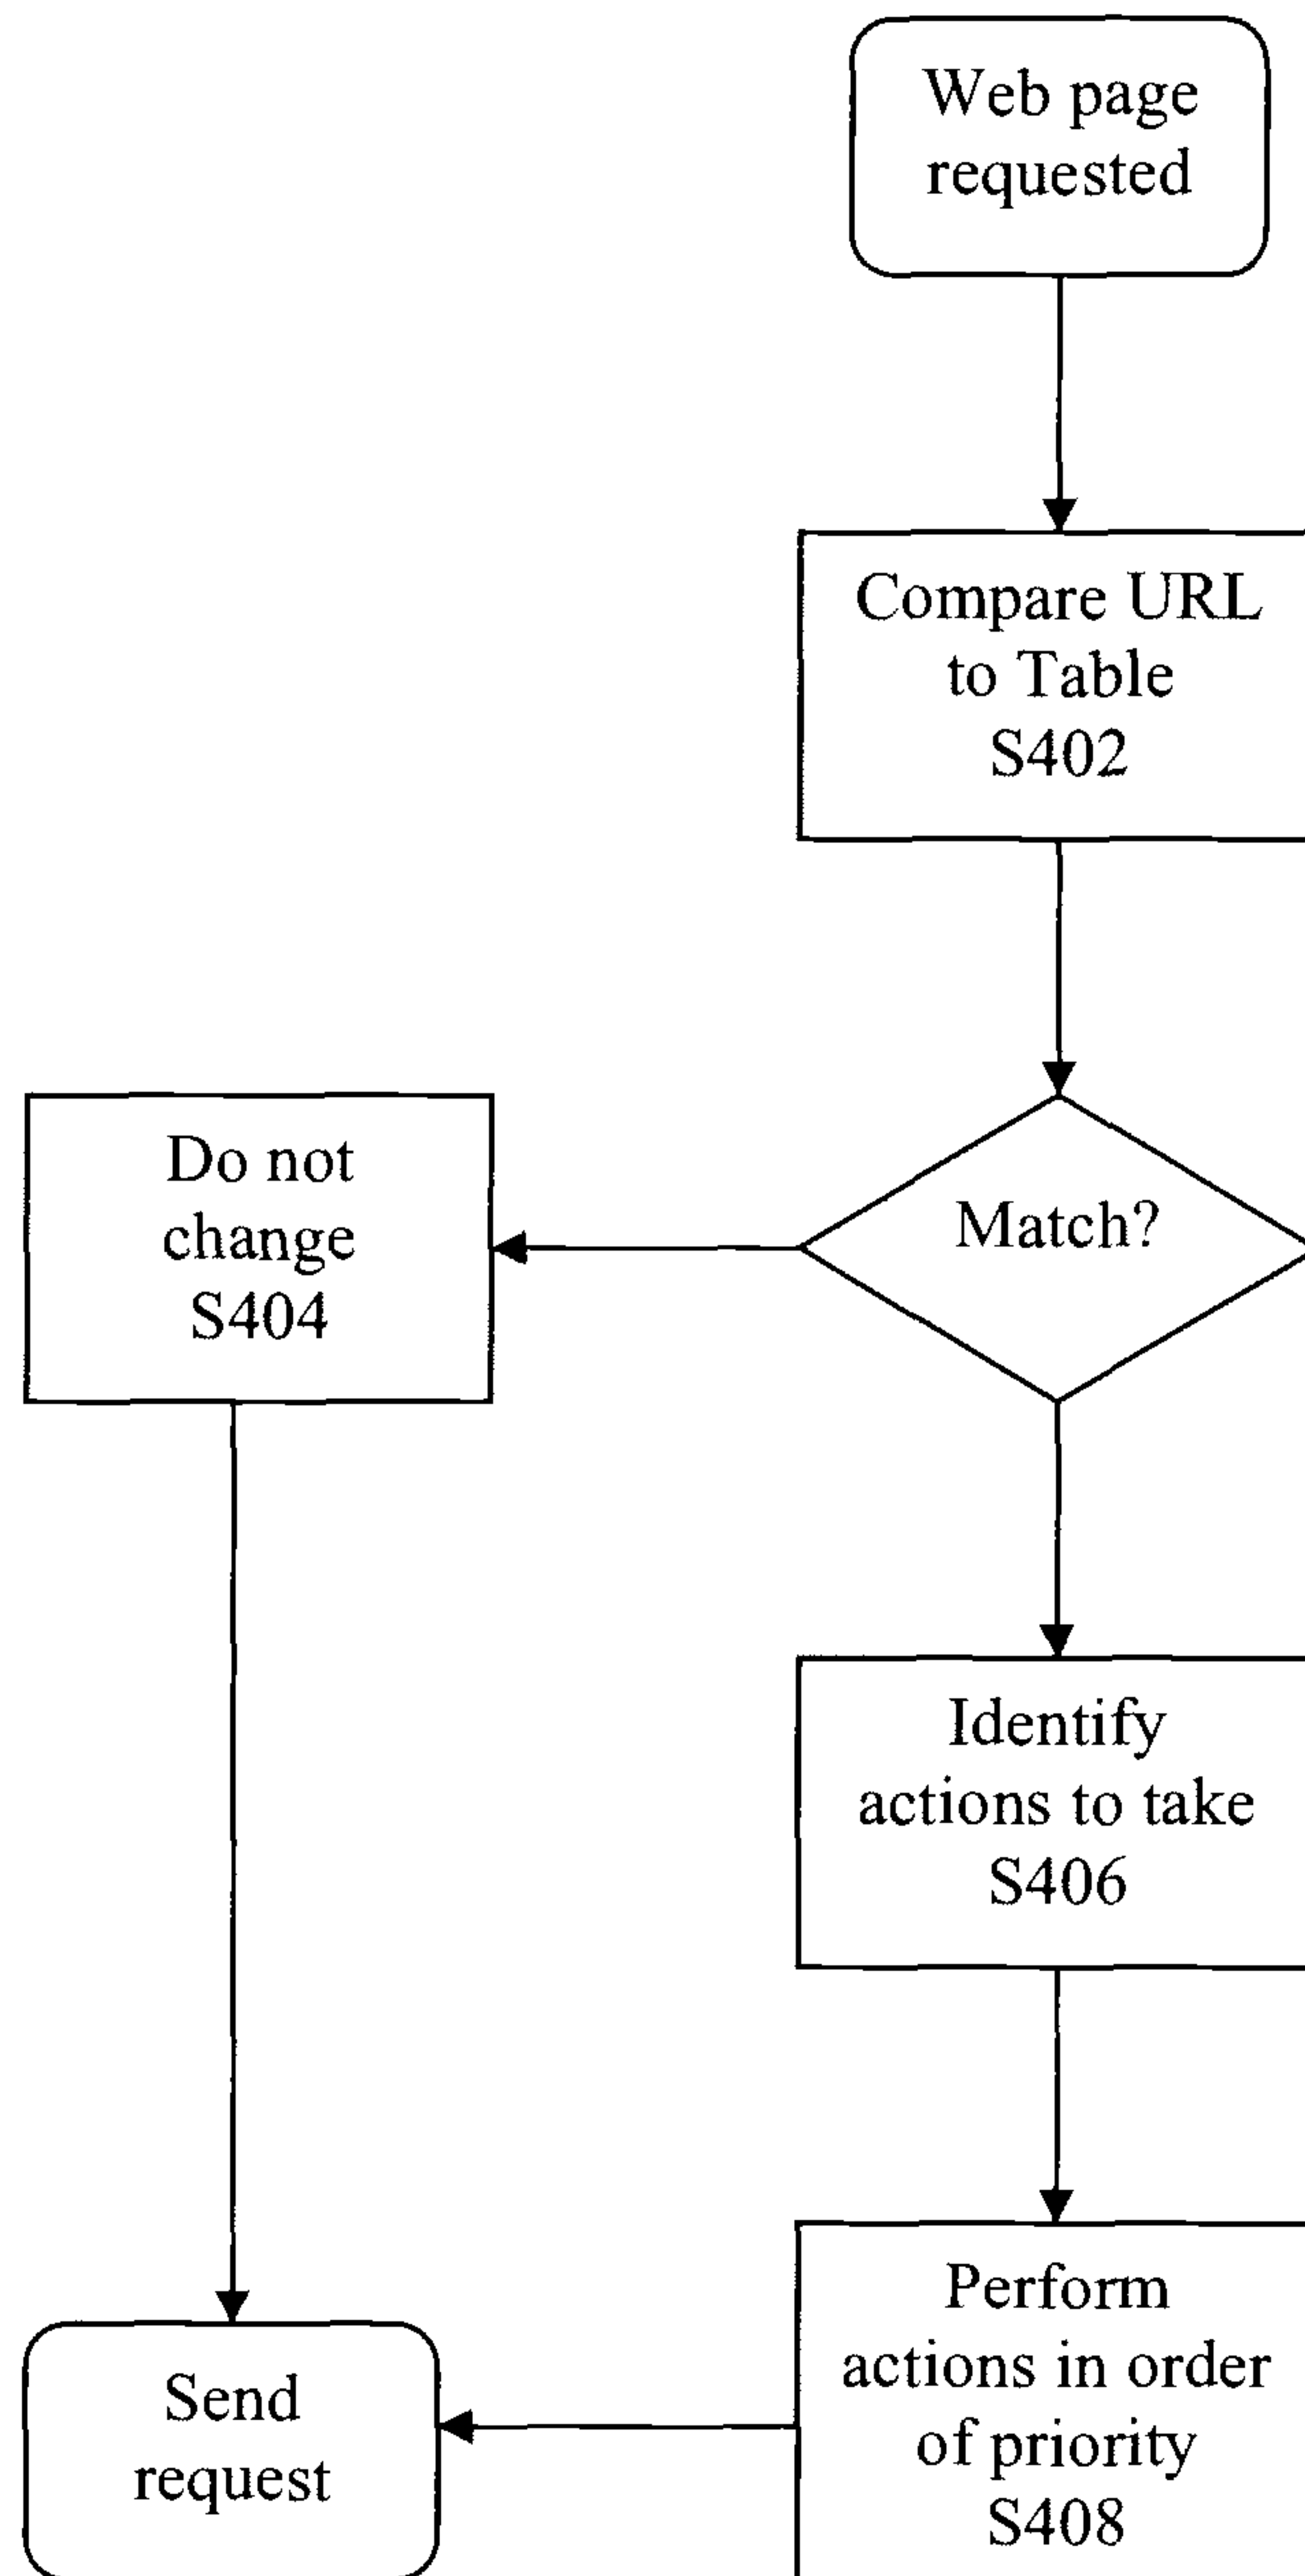 Web page
requested
Compare URL
to Table
S402
Match?
Do not
change
S404
Identify
actions to take
S406
Perform
actions in order
of priority
S408
Send
request